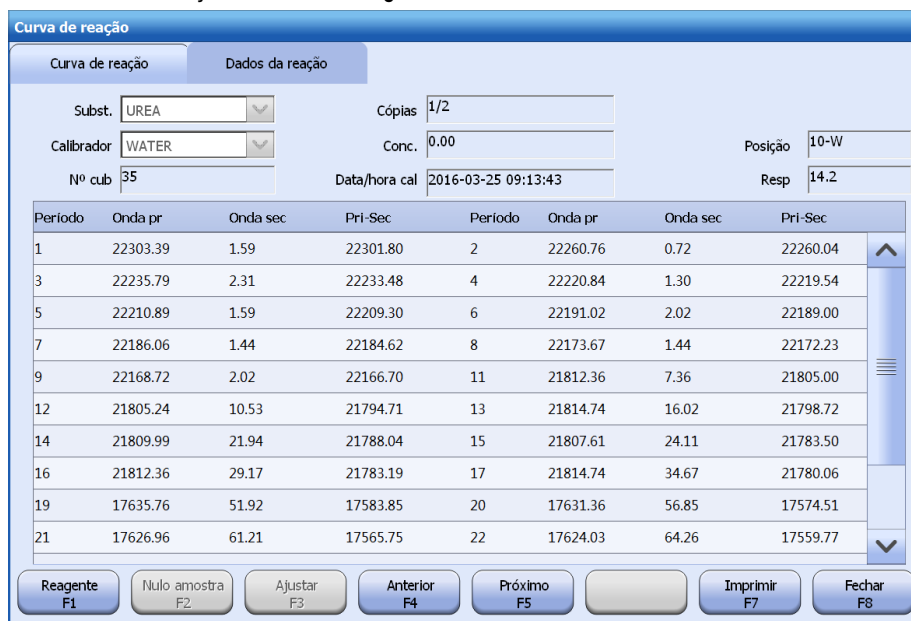 Curva de reação
Curva de reação Dados da reação
Subst. UREA Cópias 1/2
Calibrador WATER Conc. 0.00 Posição 10-W
Nº cub 35 Data/hora cal 2016-03-25 09:13:43 Resp 14.2
Período Onda pr Onda sec Pri-Sec Período Onda pr Onda sec Pri-Sec
1 22303.39 1.59 22301.80 2 22260.76 0.72 22260.04
3 22235.79 2.31 22233.48 4 22220.84 1.30 22219.54
5 22210.89 1.59 22209.30 6 22191.02 2.02 22189.00
7 22186.06 1.44 22184.62 8 22173.67 1.44 22172.23
9 22168.72 2.02 22166.70 11 21812.36 7.36 21805.00
12 21805.24 10.53 21794.71 13 21814.74 16.02 21798.72
14 21809.99 21.94 21788.04 15 21807.61 24.11 21783.50
16 21812.36 29.17 21783.19 17 21814.74 34.67 21780.06
19 17635.76 51.92 17583.85 20 17631.36 56.85 17574.51
21 17626.96 61.21 17565.75 22 17624.03 64.26 17559.77
Reagente Nulo amostra Ajustar Anterior Próximo Imprimir Fechar
F1 F2 F3 F4 F5 F7 F8